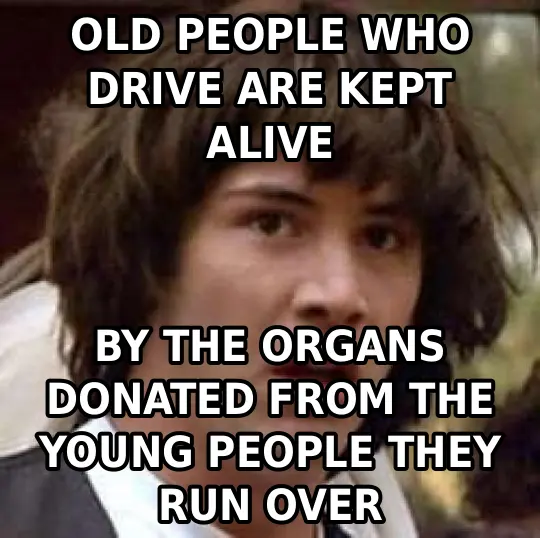 OLD PEOPLE WHO
DRIVE ARE KEPT
ALIVE
BY THE ORGANS
DONATED FROM THE
YOUNG PEOPLE THEY
RUN OVER